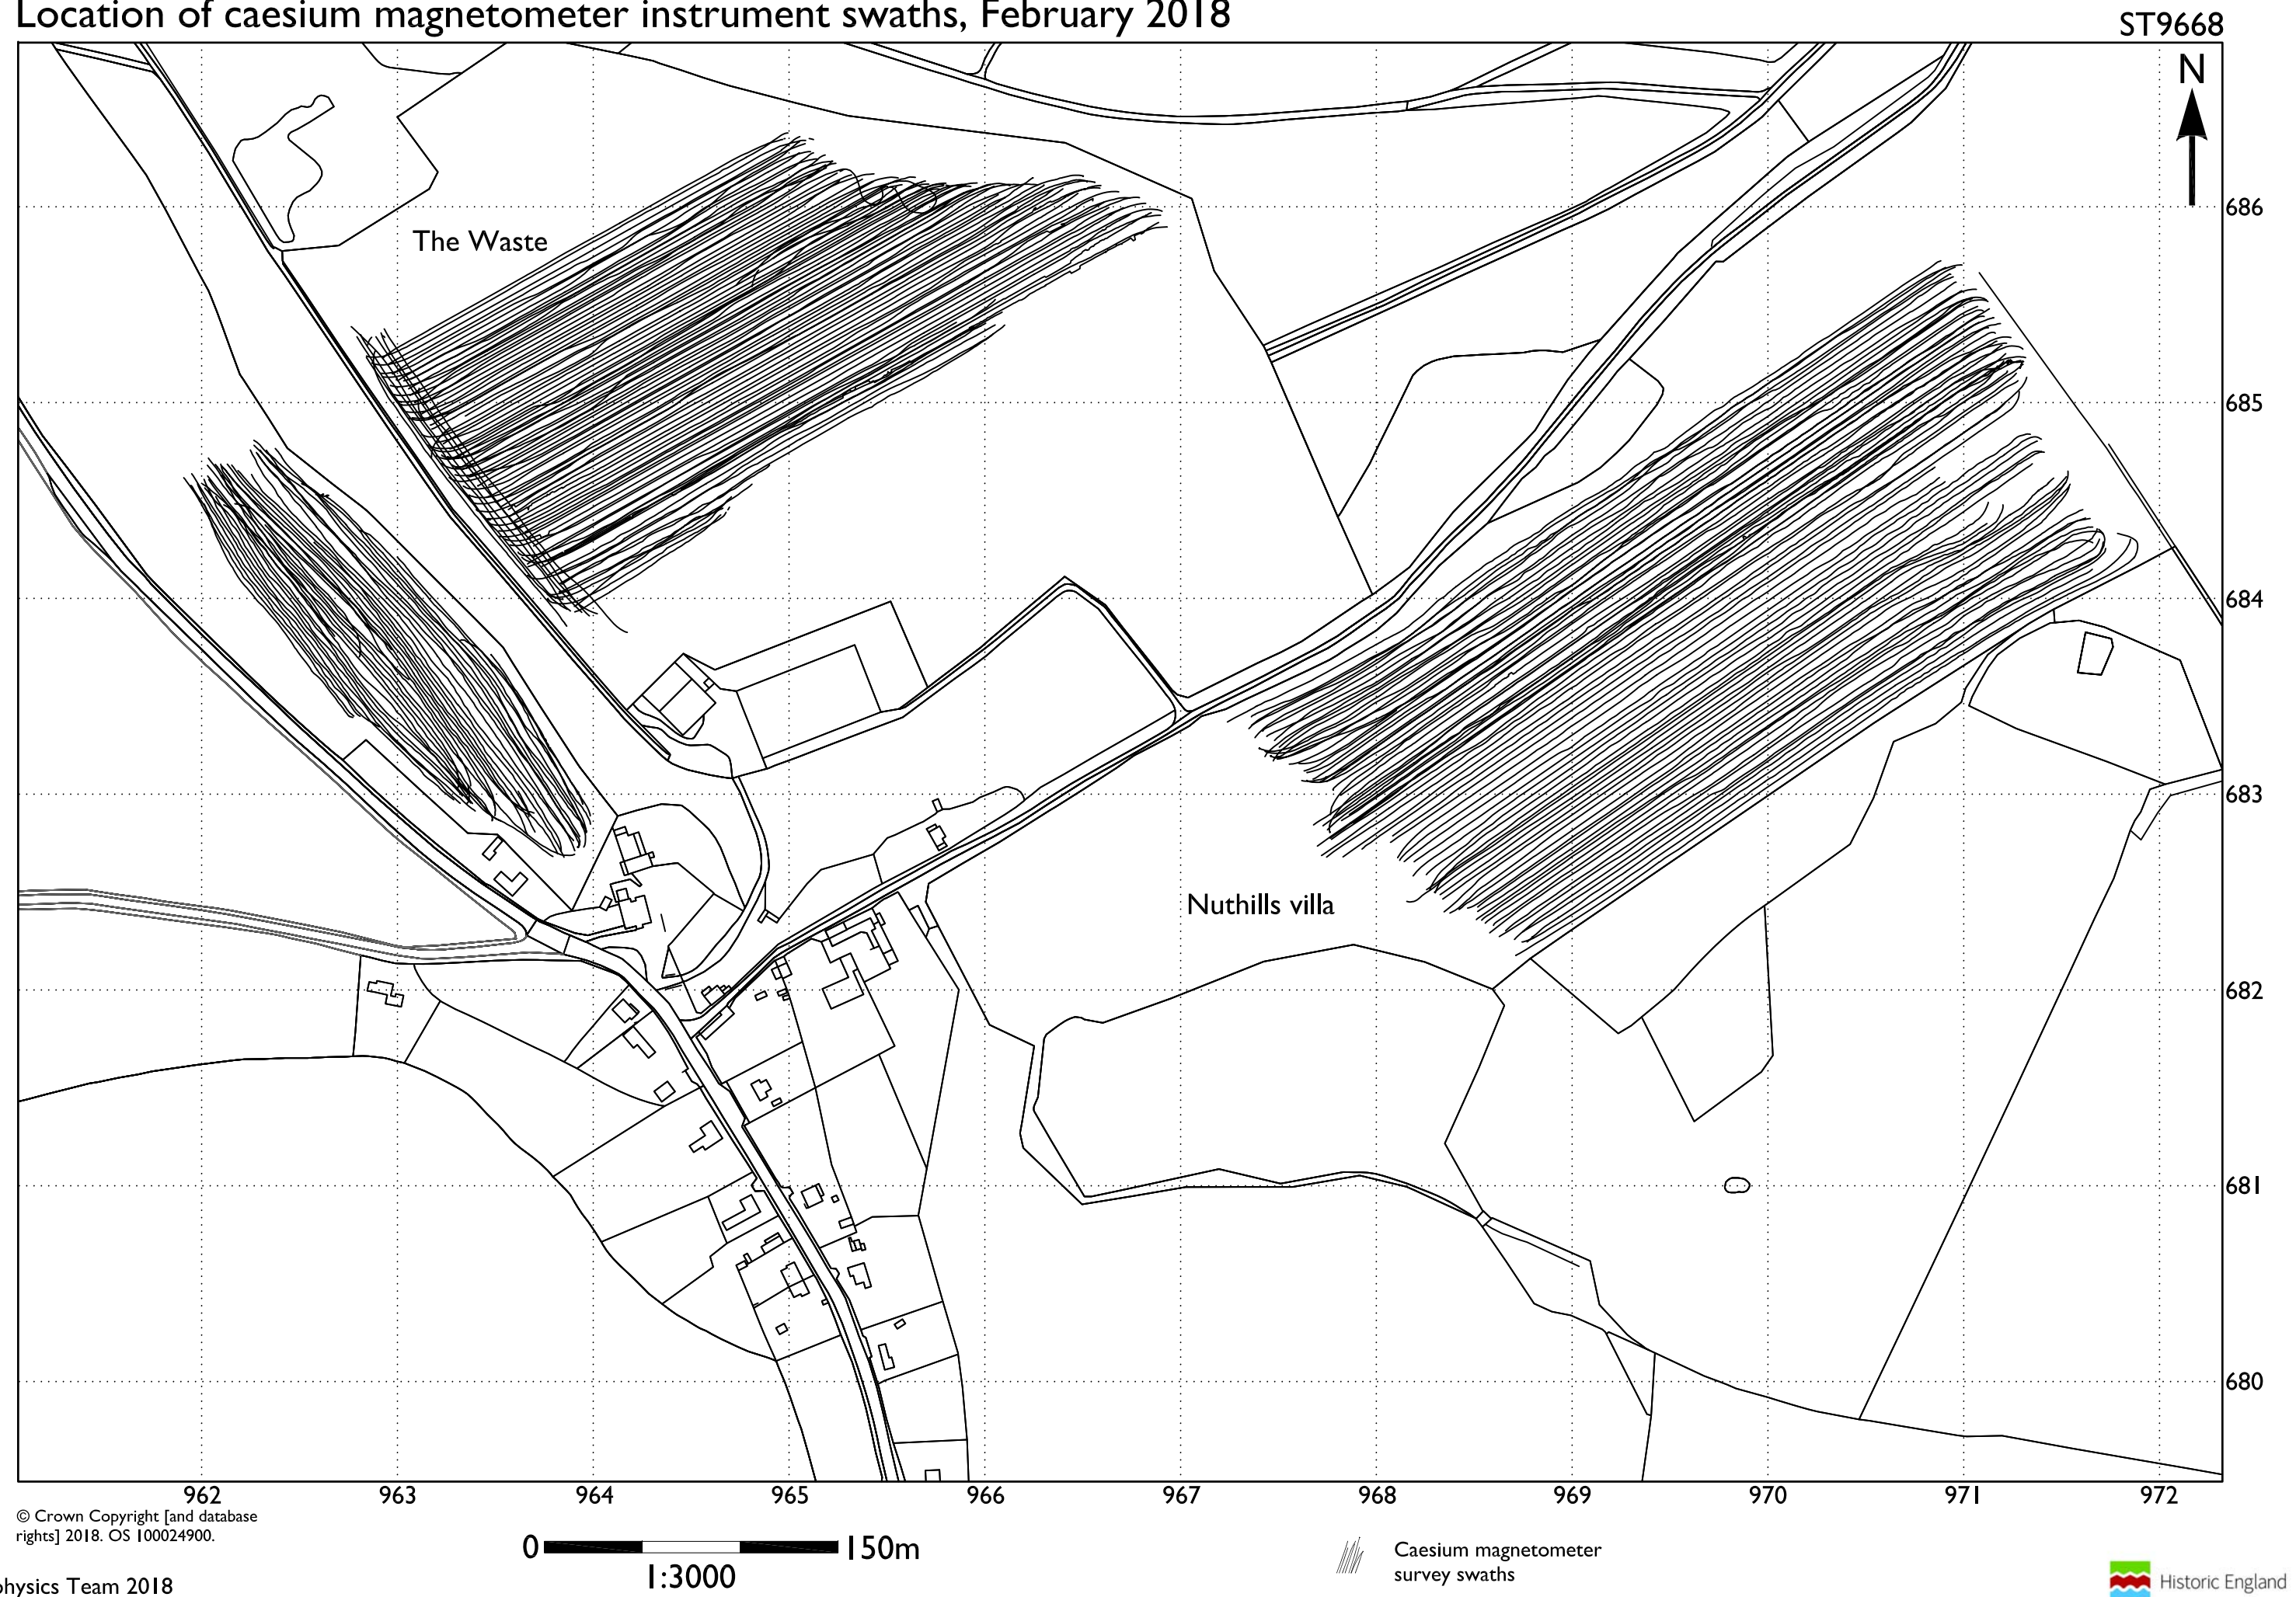 Location of caesium magnetometer instrument swaths, February 2018
ST9668
N
686
The Waste
685
684
683
Nuthills villa
682
681
680
962 963 964 965 966 967 968 969 970 971 972
© Crown Copyright [and database
rights] 2018. OS 100024900.
0 150m
1:3000
Caesium magnetometer
survey swaths
Team 2018
Historic England